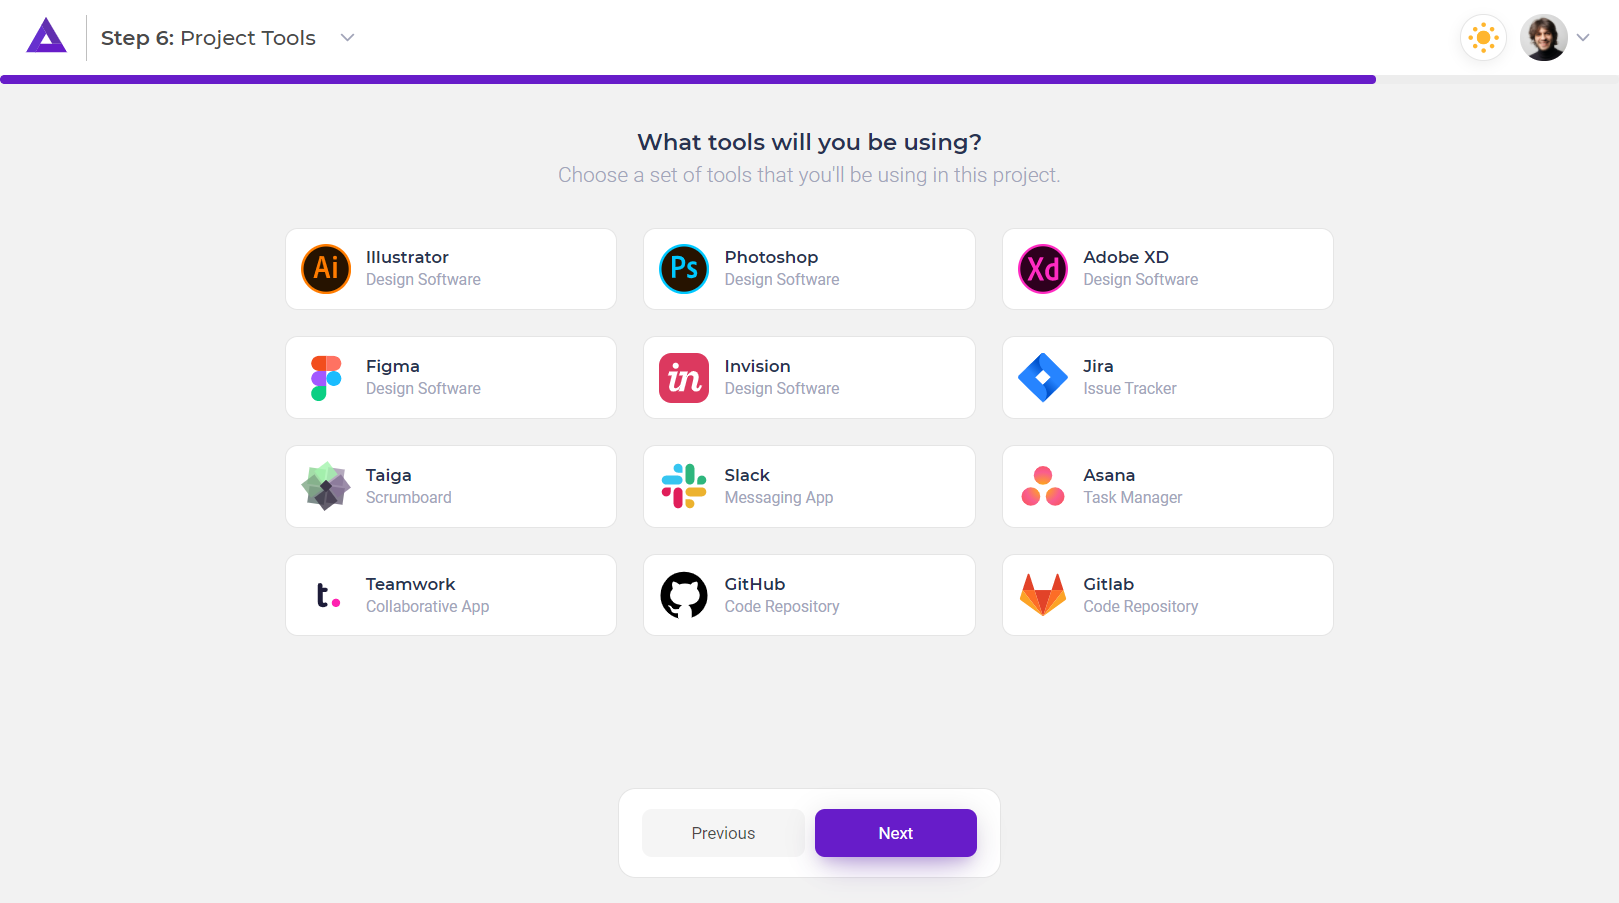 Step 6: Project Tools
What tools will you be using?
Choose a set of tools that you'll be using in this project.
Ai
Illustrator
Design Software
Ps
Photoshop
Design Software
Xd
Adobe XD
Design Software
Figma
Design Software
in
Invision
Design Software
Jira
Issue Tracker
Taiga
Scrumboard
Slack
Messaging App
Asana
Task Manager
t.
Teamwork
Collaborative App
GitHub
Code Repository
Gitlab
Code Repository
Previous
Next